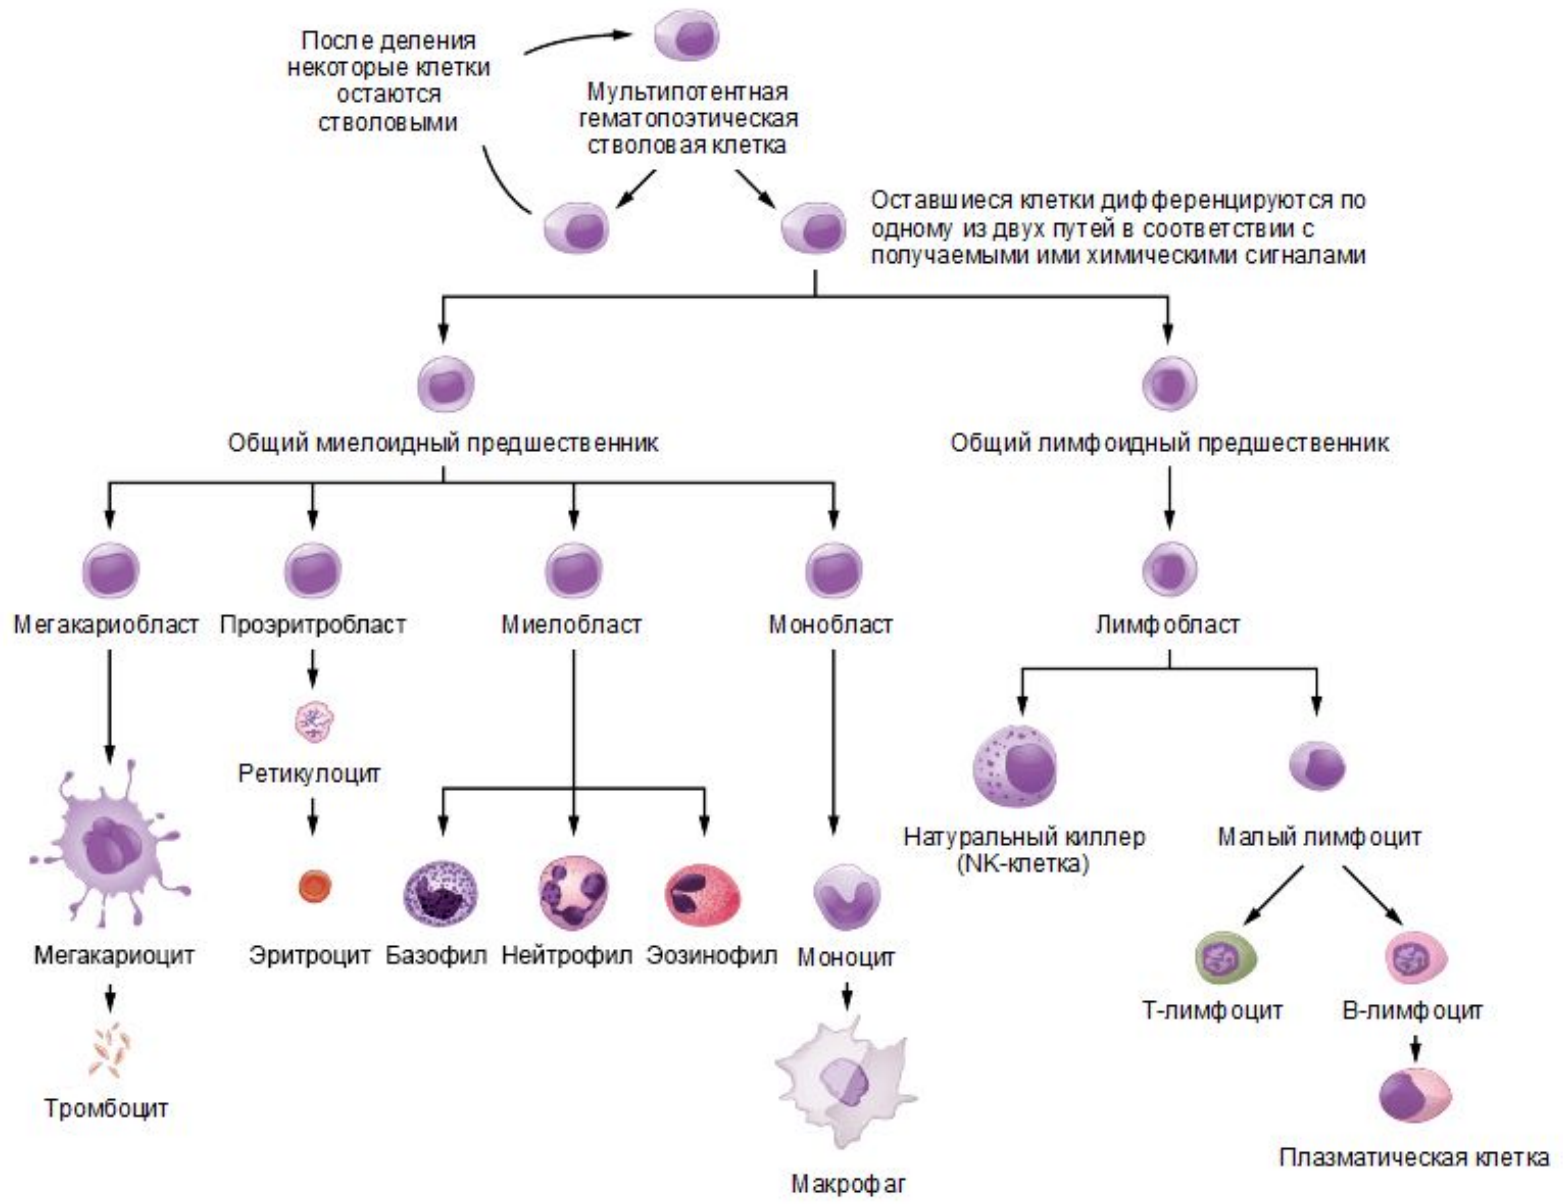 После деления
некоторые клетки
остаются
стволовыми
Мультипотентная
гематопоэтическая
стволовая клетка
Оставшиеся клетки дифференцируются по
одному из двух путей в соответствии с
получаемыми ими химическими сигналами
Общий миелоидный предшественник
Общий лимфоидный предшественник
Мегакариобласт
Проэритробласт
Миелобласт
Монобласт
Лимфобласт
Ретикулоцит
Натуральный киллер
(NK-клетка)
Малый лимфоцит
Мегакариоцит
Эритроцит
Базофил
Нейтрофил
Эозинофил
Моноцит
Т-лимфоцит
В-лимфоцит
Тромбоцит
Макрофаг
Плазматическая клетка